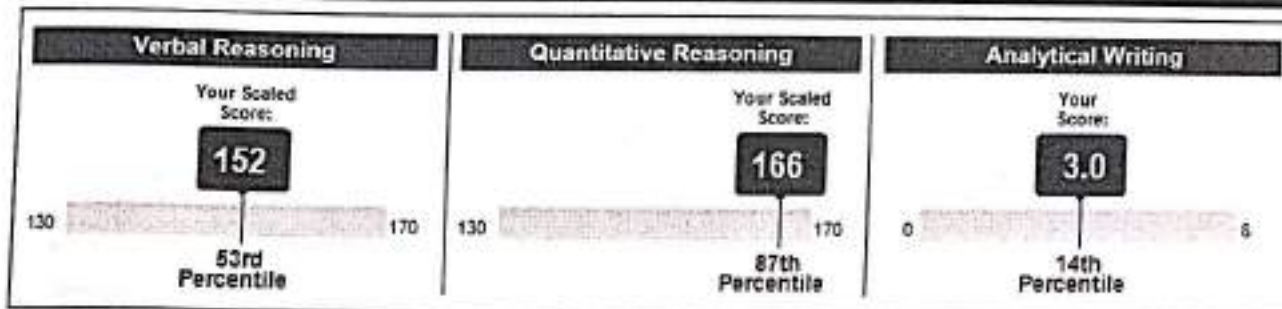 Verbal Reasoning
Your Scaled
Score:
152
130
170
53rd
Percentile
Quantitative Reasoning
Your Scaled
Score:
166
130
170
87th
Percentile
Analytical Writing
Your
Score:
3.0
0
6
14th
Percentile